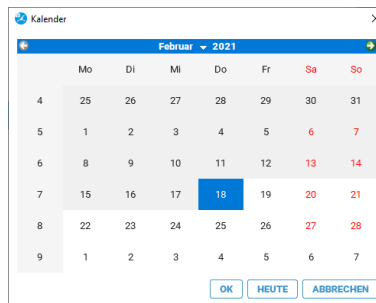 Kalender
Februar 2021
Mo Di Mi Do Fr Sa So
4 25 26 27 28 29 30 31
5 1 2 3 4 5 6 7
6 8 9 10 11 12 13 14
7 15 16 17 18 19 20 21
8 22 23 24 25 26 27 28
9 1 2 3 4 5 6 7
OK HEUTE ABBRECHEN